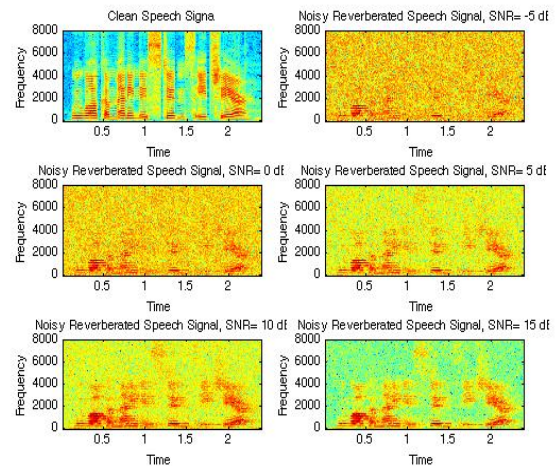 Clean Speech Signa
8000
6000
4000
2000
0
Frequency
0.5 1 1.5 2
Time
Noisy Reverberated Speech Signal, SNR= -5 dE
8000
6000
4000
2000
0
Frequency
0.5 1 1.5 2
Time
Noisy Reverberated Speech Signal, SNR= 0 dE
8000
6000
4000
2000
0
Frequency
0.5 1 1.5 2
Time
Noisy Reverberated Speech Signal, SNR= 5 dE
8000
6000
4000
2000
0
Frequency
0.5 1 1.5 2
Time
Noisy Reverberated Speech Signal, SNR= 10 dE
8000
6000
4000
2000
0
Frequency
0.5 1 1.5 2
Time
Noisy Reverberated Speech Signal, SNR= 15 dE
8000
6000
4000
2000
0
Frequency
0.5 1 1.5 2
Time